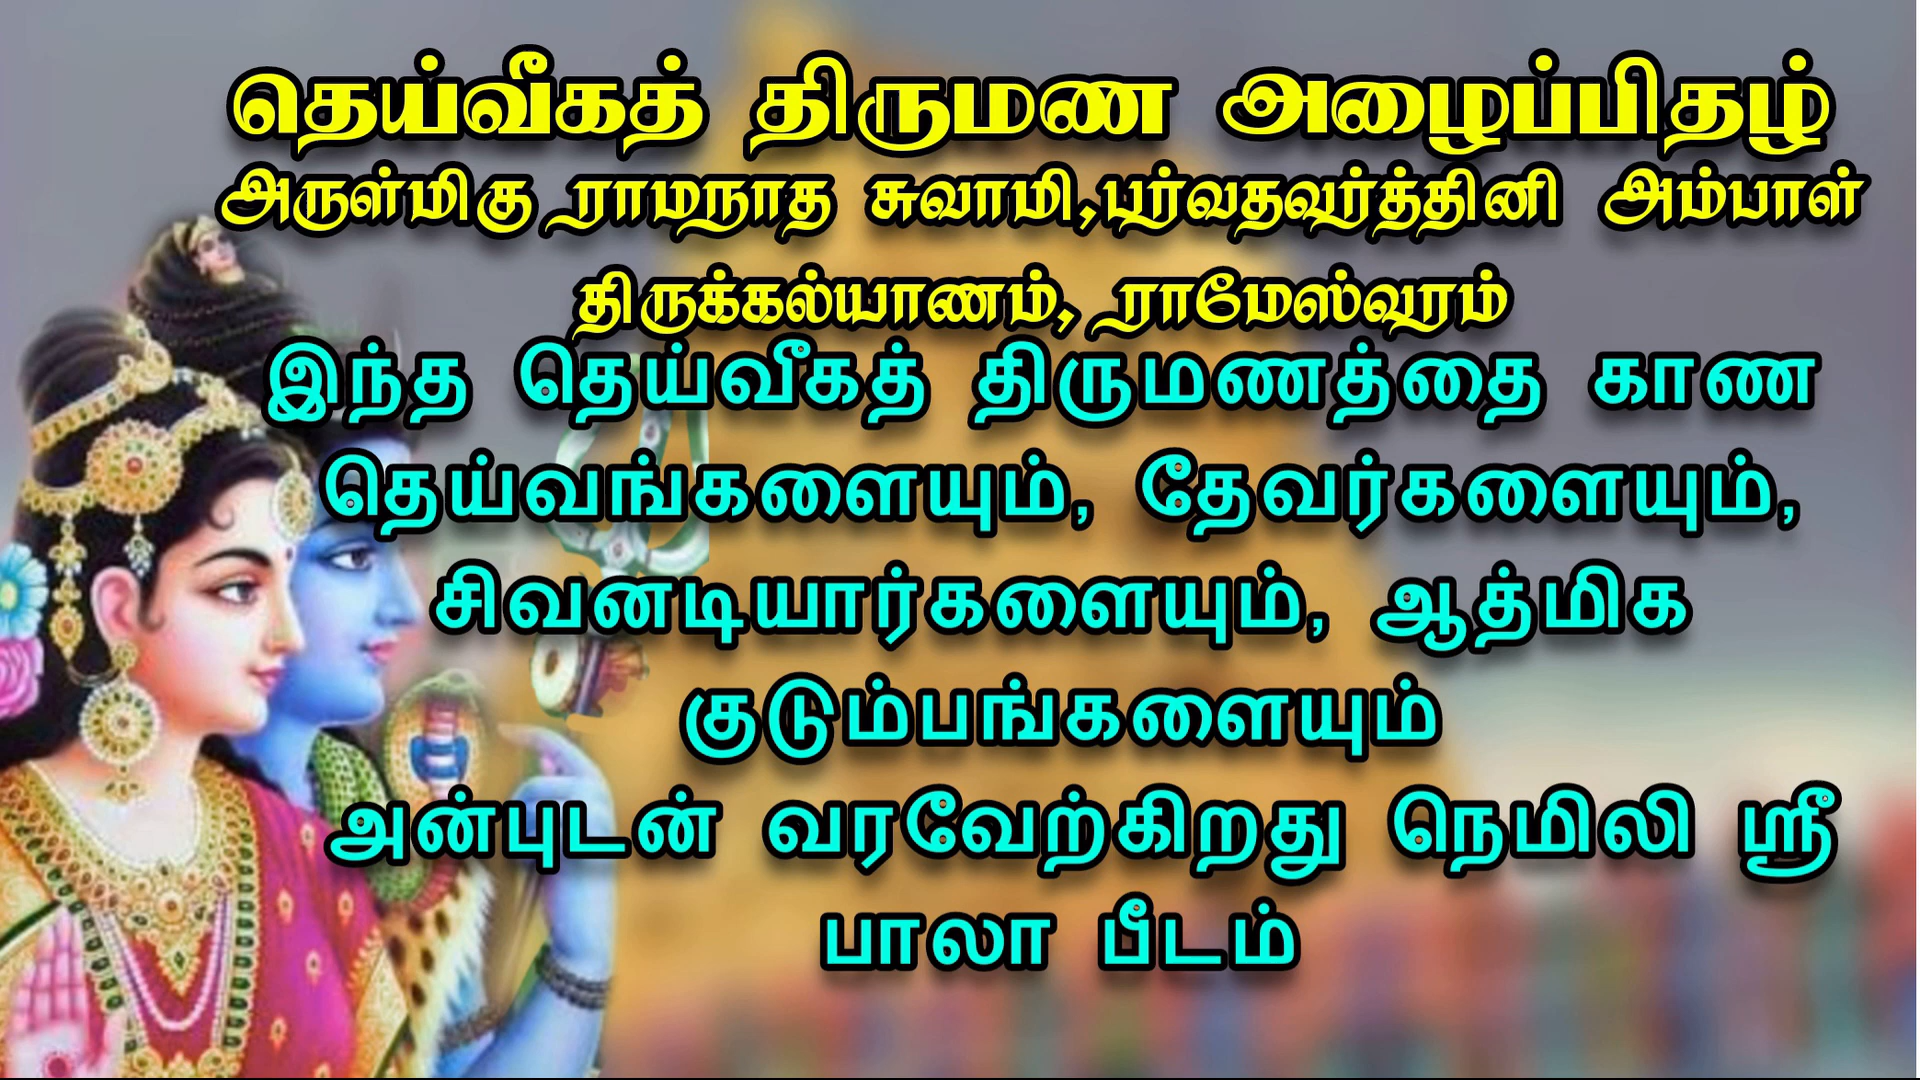 தெய்வீகத் திருமண அழைப்பிதழ்
அருள்மிகு ராமநாத சுவாமி,பர்வதவர்த்தினி அம்பாள்
திருக்கல்யாணம், ராமேஸ்வரம்
இந்த தெய்வீகத் திருமணத்தை காண
தெய்வங்களையும், தேவர்களையும்,
சிவனடியார்களையும், ஆத்மிக
குடும்பங்களையும்
அன்புடன் வரவேற்கிறது நெமிலி ஸ்ரீ
பாலா பீடம்